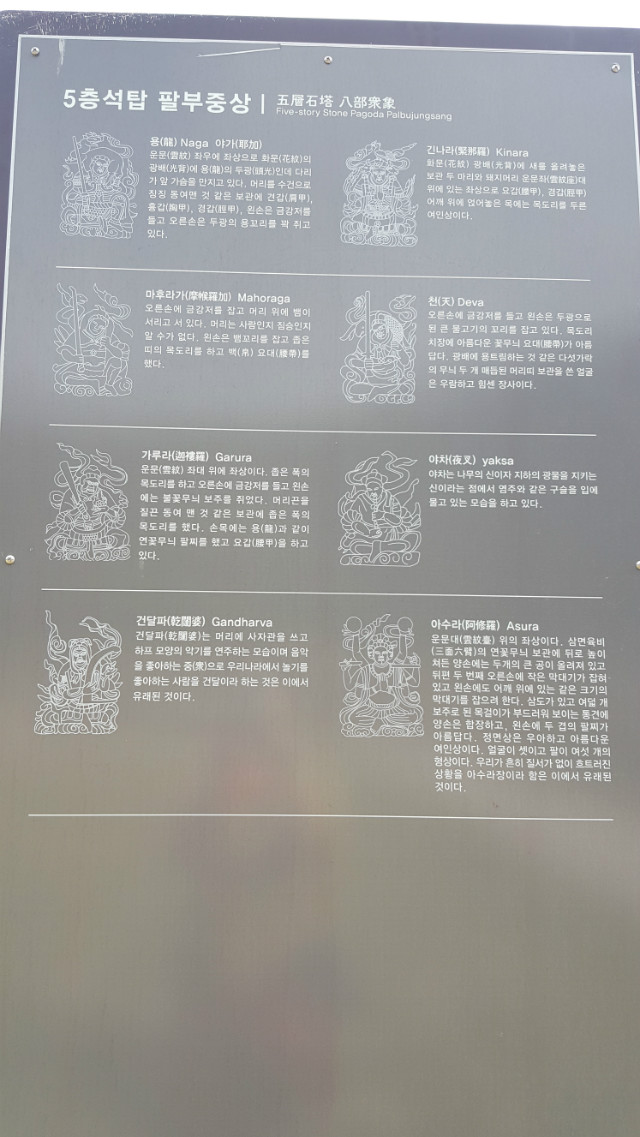 5층석탑 팔부중상 | 五層石塔 八部衆象
Five-story Stone Pagoda Palbujungsang
용(龍) Naga 야가(耶加)
운문(雲紋) 좌우에 좌상으로 화문(花紋)의
광배(光背)에 용(龍)의 두광(頭光)인데 다리
가 앞 가슴을 만지고 있다. 머리를 수건으로
칭칭 동여맨 것 같은 보관에 견갑(肩甲),
흉갑(胸甲), 경갑(脛甲), 왼손은 금강저를
들고 오른손은 두광의 용꼬리를 꽉 쥐고
있다.
긴나라(緊那羅) Kinara
화문(花紋) 광배(光背)에 새를 올려놓은
보관 두 마리와 돼지머리 운문좌(雲紋座)대
위에 있는 좌상으로 요갑(腰甲), 경갑(脛甲)
어깨 위에 얹어놓은 목에는 목도리를 두른
여인상이다.
마후라가(摩睺羅加) Mahoraga
오른손에 금강저를 잡고 머리 위에 뱀이
서리고 서 있다. 머리는 사람인지 짐승인지
알 수가 없다. 왼손은 뱀꼬리를 잡고 좁은
띠의 목도리를 하고 백(帛) 요대(腰帶)를
했다.
천(天) Deva
오른손에 금강저를 들고 왼손은 두광으로
된 큰 물고기의 꼬리를 잡고 있다. 목도리
치장에 아름다운 꽃무늬 요대(腰帶)가 아름
답다. 광배에 용트림하는 것 같은 다섯가락
의 무늬 두 개 매듭된 머리띠 보관을 쓴 얼굴
은 우람하고 힘센 장사이다.
가루라(迦樓羅) Garura
운문(雲紋) 좌대 위에 좌상이다. 좁은 폭의
목도리를 하고 오른손에 금강저를 들고 왼손
에는 불꽃무늬 보주를 쥐었다. 머리끈을
질끈 동여 맨 것 같은 보관에 좁은 폭의
목도리를 했다. 손목에는 용(龍)과 같이
연꽃무늬 팔찌를 했고 요갑(腰甲)을 하고
있다.
야차(夜叉) yaksa
야차는 나무의 신이자 지하의 광물을 지키는
신이라는 점에서 염주와 같은 구슬을 입에
물고 있는 모습을 하고 있다.
건달파(乾闥婆) Gandharva
건달파(乾闥婆)는 머리에 사자관을 쓰고
하프 모양의 악기를 연주하는 모습이며 음악
을 좋아하는 중(衆)으로 우리나라에서 놀기를
좋아하는 사람을 건달이라 하는 것은 이에서
유래된 것이다.
아수라(阿修羅) Asura
운문대(雲紋臺) 위의 좌상이다. 삼면육비
(三面六臂)의 연꽃무늬 보관에 뒤로 높이
쳐든 양손에는 두개의 큰 공이 올려져 있고
뒤편 두 번째 오른손에 작은 막대기가 잡혀
있고 왼손에도 어깨 위에 있는 같은 크기의
막대기를 잡으려 한다. 삼도가 있고 여덟 개
보주로 된 목걸이가 부드러워 보이는 통견에
양손은 합장하고, 왼손에 두 겹의 팔찌가
아름답다. 정면상은 우아하고 아름다운
여인상이다. 얼굴이 셋이고 팔이 여섯 개의
형상이다. 우리가 흔히 질서가 없이 흐트러진
상황을 아수라장이라 함은 이에서 유래된
것이다.